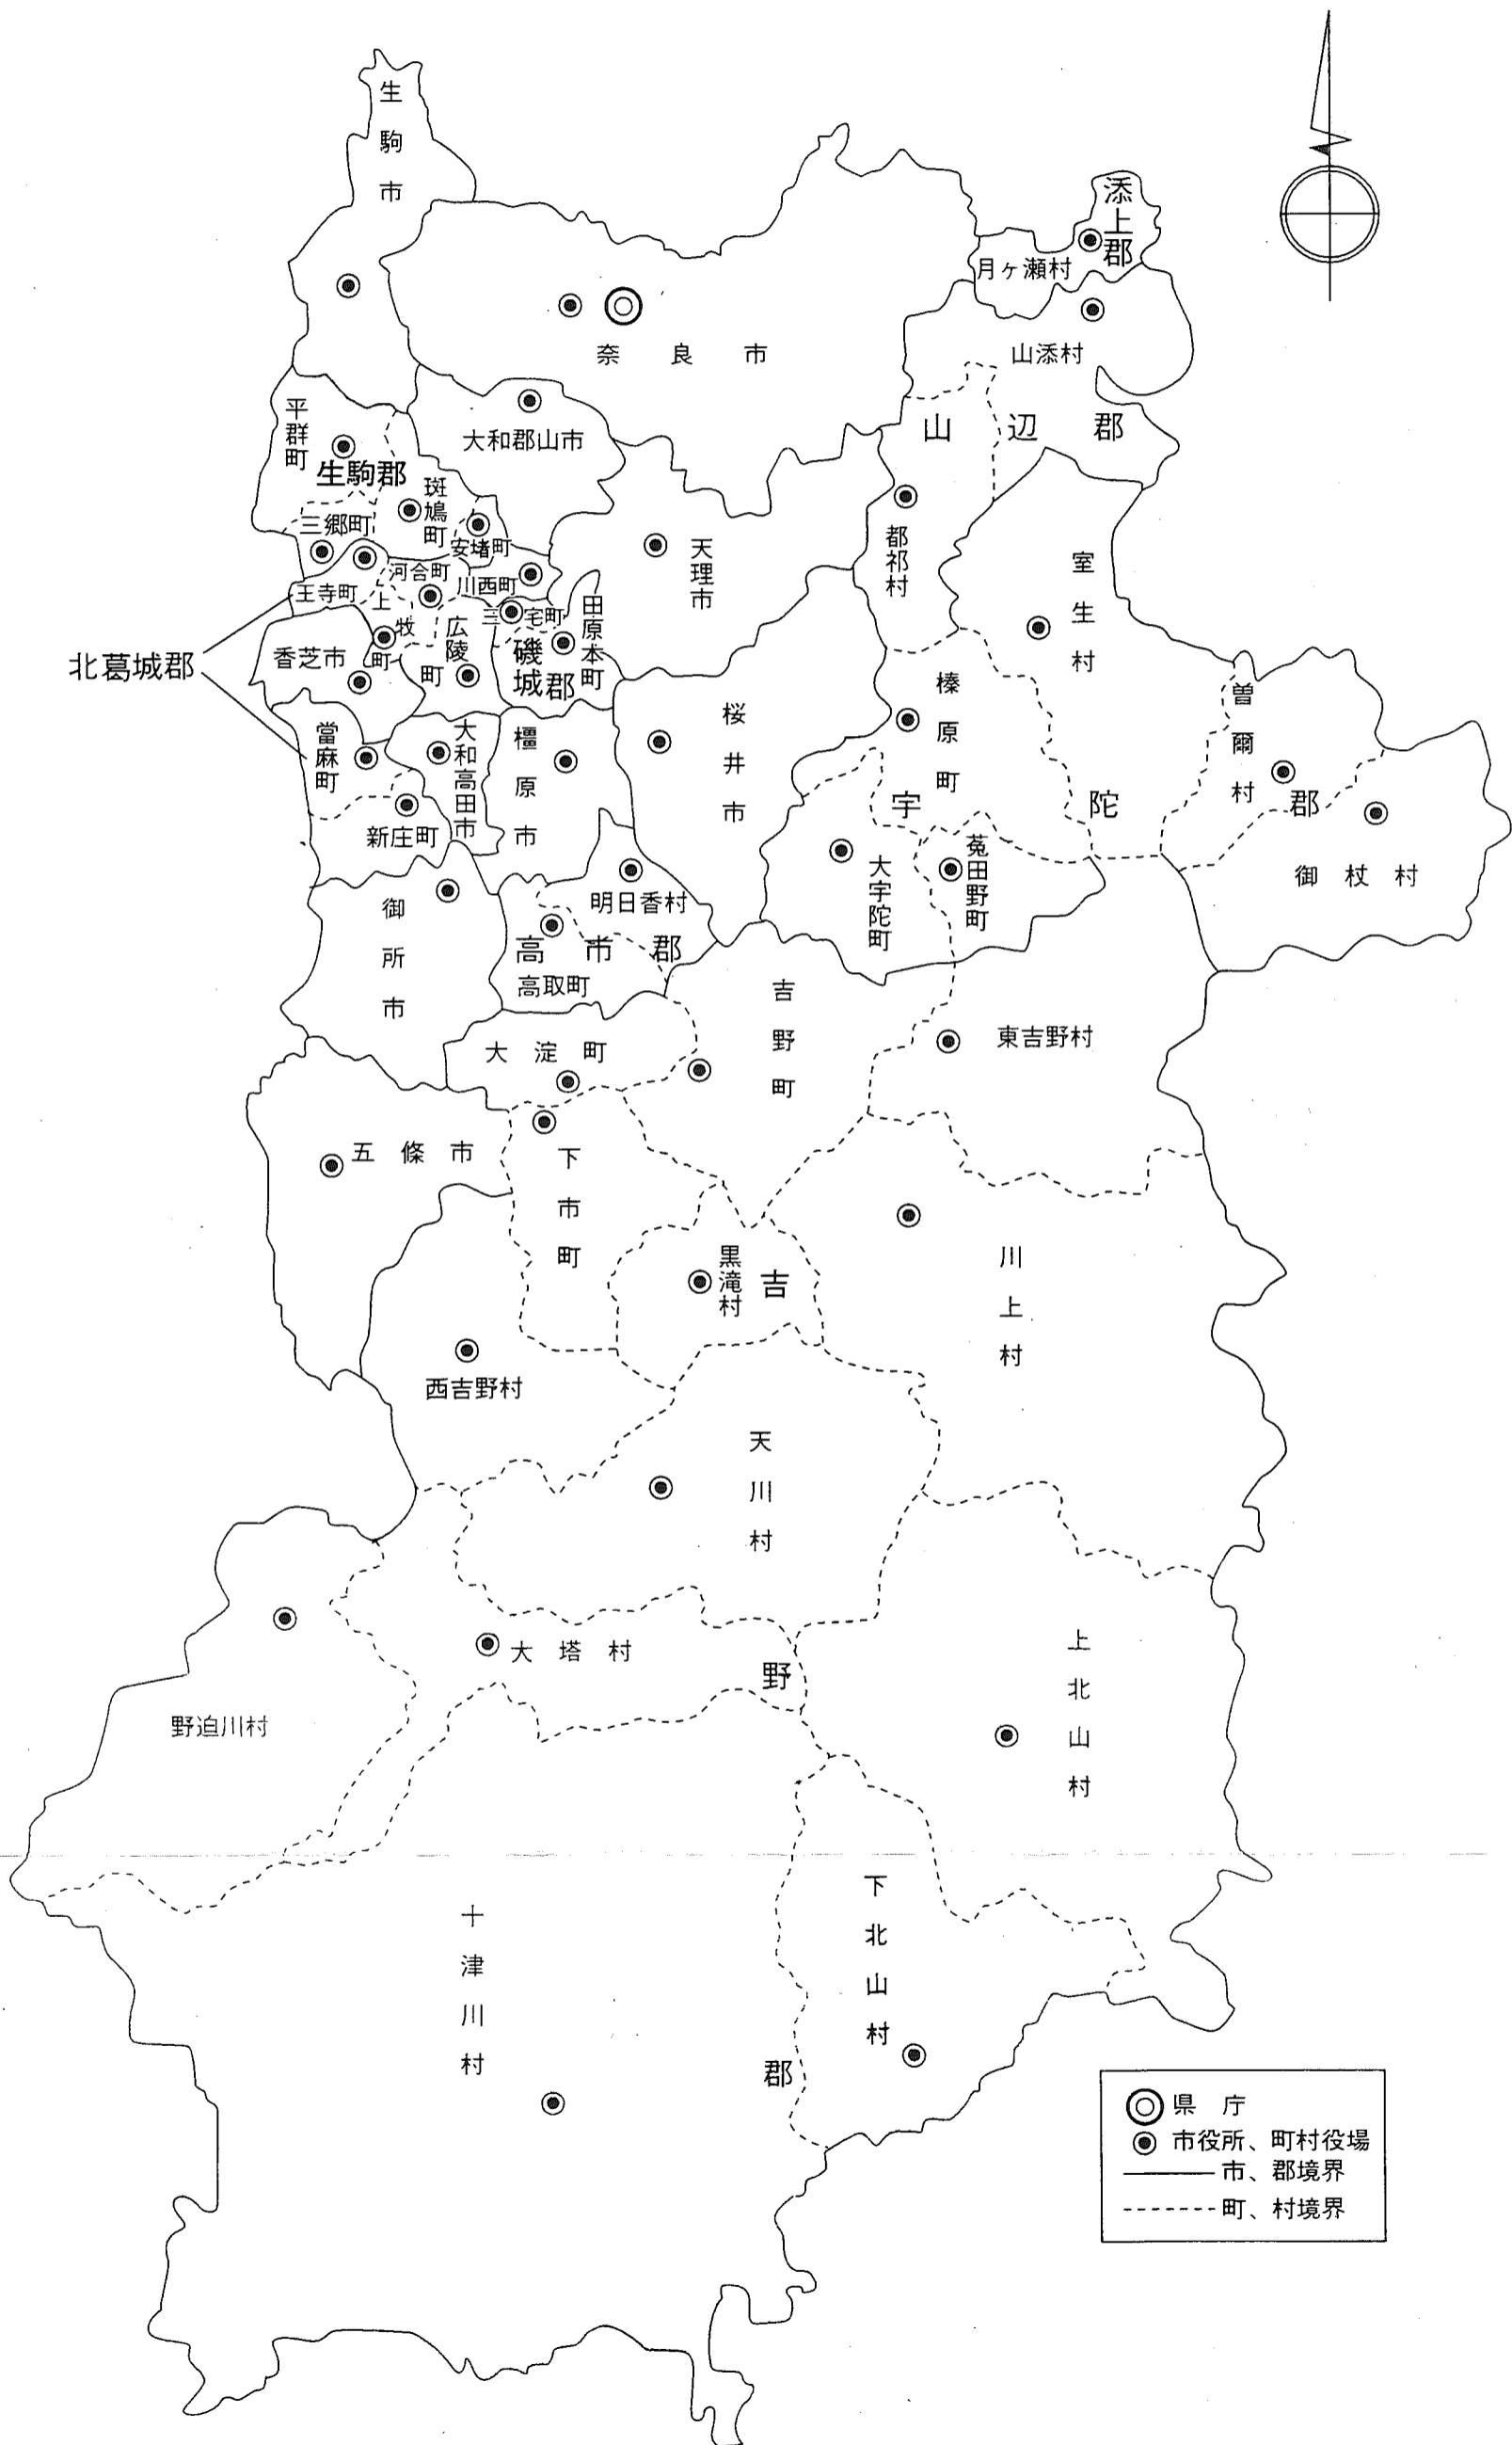 生駒市
添上郡
月ヶ瀬村
奈良市
山添村
平群町
大和郡山市
山辺郡
生駒郡
斑鳩町
三郷町
安堵町
天理市
都祁村
室生村
河合町
川西町
王寺町
上牧町
三宅町
田原本町
広陵町
磯城郡
北葛城郡
香芝市
榛原町
曽爾村
桜井市
當麻町
大和高田市
橿原市
宇陀郡
新庄町
大宇陀町
菟田野町
御杖村
御所市
明日香村
高市郡
高取町
吉野町
東吉野村
大淀町
五條市
下市町
黒滝村
川上村
吉野郡
西吉野村
天川村
大塔村
上北山村
野迫川村
下北山村
十津川村
県庁
市役所、町村役場
市、郡境界
町、村境界